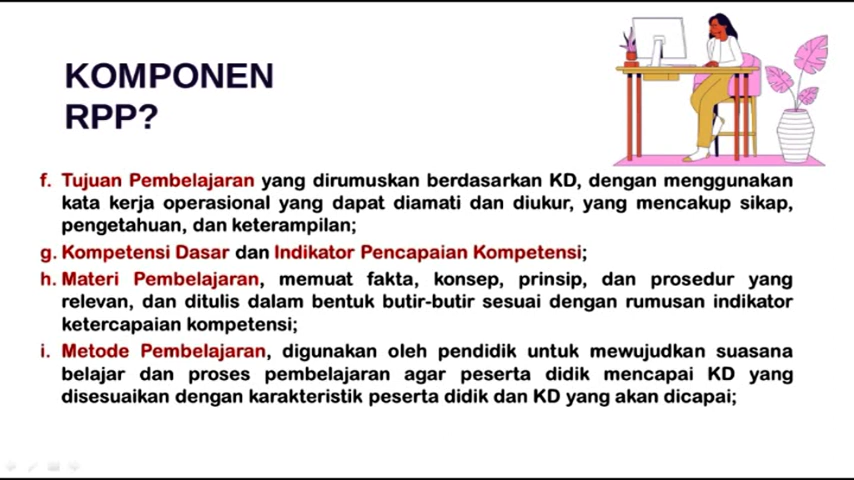 KOMPONEN
RPP?
f. Tujuan Pembelajaran yang dirumuskan berdasarkan KD, dengan menggunakan
kata kerja operasional yang dapat diamati dan diukur, yang mencakup sikap,
pengetahuan, dan keterampilan;
g. Kompetensi Dasar dan Indikator Pencapaian Kompetensi;
h. Materi Pembelajaran, memuat fakta, konsep, prinsip, dan prosedur yang
relevan, dan ditulis dalam bentuk butir-butir sesuai dengan rumusan indikator
ketercapaian kompetensi;
i. Metode Pembelajaran, digunakan oleh pendidik untuk mewujudkan suasana
belajar dan proses pembelajaran agar peserta didik mencapai KD yang
disesuaikan dengan karakteristik peserta didik dan KD yang akan dicapai;